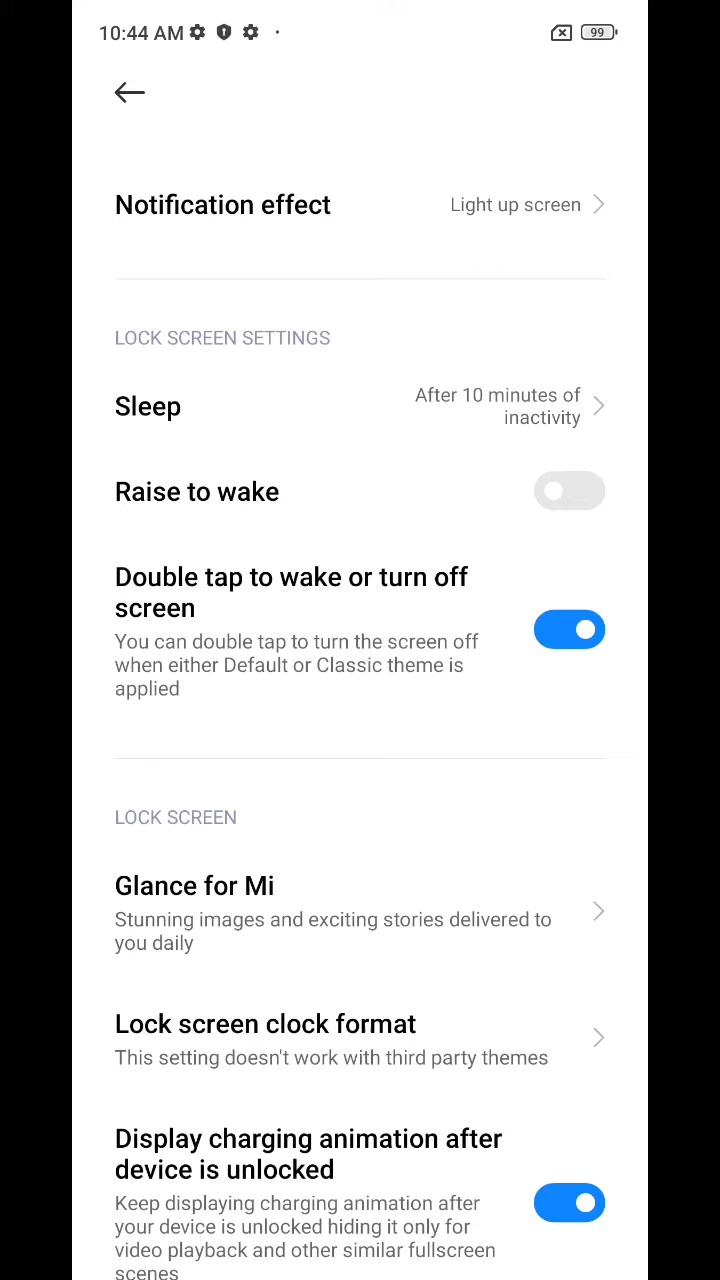 10:44 AM
99
Notification effect
Light up screen
LOCK SCREEN SETTINGS
Sleep
After 10 minutes of
inactivity
Raise to wake
Double tap to wake or turn off
screen
You can double tap to turn the screen off
when either Default or Classic theme is
applied
LOCK SCREEN
Glance for Mi
Stunning images and exciting stories delivered to
you daily
Lock screen clock format
This setting doesn't work with third party themes
Display charging animation after
device is unlocked
Keep displaying charging animation after
your device is unlocked hiding it only for
video playback and other similar fullscreen
scenes